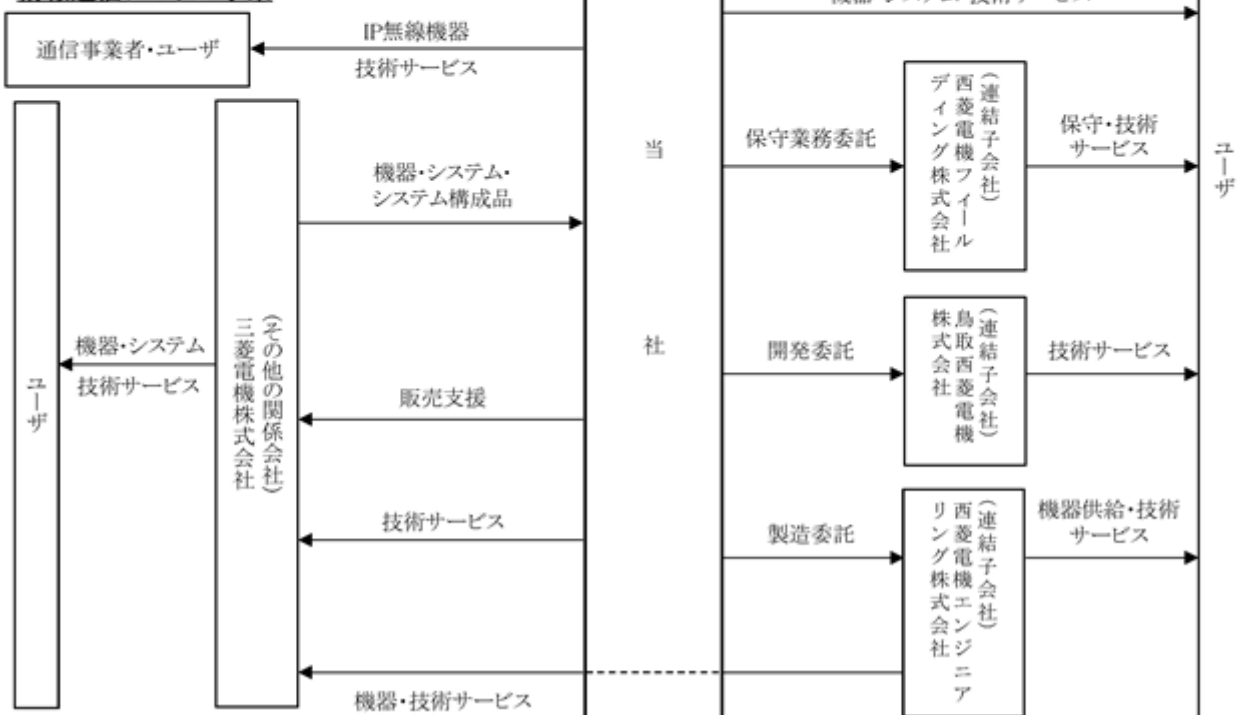 通信事業者・ユーザ
IP無線機器
技術サービス
機器・システム・
システム構成品
(その他の関係会社)
三菱電機株式会社
機器・システム
技術サービス
ユーザ
販売支援
技術サービス
機器・技術サービス
当社
保守業務委託
(連結子会社)
西菱電機フィール
ディング株式会社
保守・技術
サービス
ユーザ
開発委託
(連結子会社)
鳥取西菱電機
株式会社
技術サービス
製造委託
(連結子会社)
西菱電機エンジニア
リング株式会社
機器供給・技術
サービス